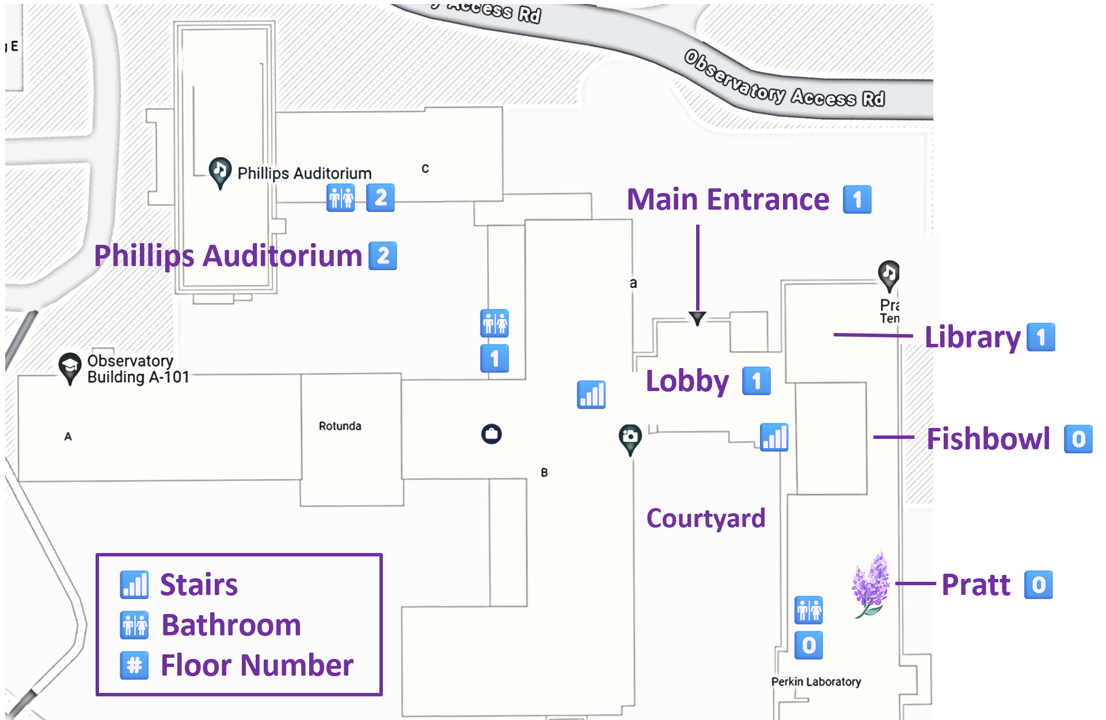 Access Rd
Observatory Access Rd
g E
Phillips Auditorium
C
2
Main Entrance 1
Phillips Auditorium 2
a
Pra
Ten
1
Library 1
Observatory
Building A-101
Lobby 1
A
Rotunda
Fishbowl 0
B
Courtyard
Stairs
Pratt 0
Bathroom
0
# Floor Number
Perkin Laboratory